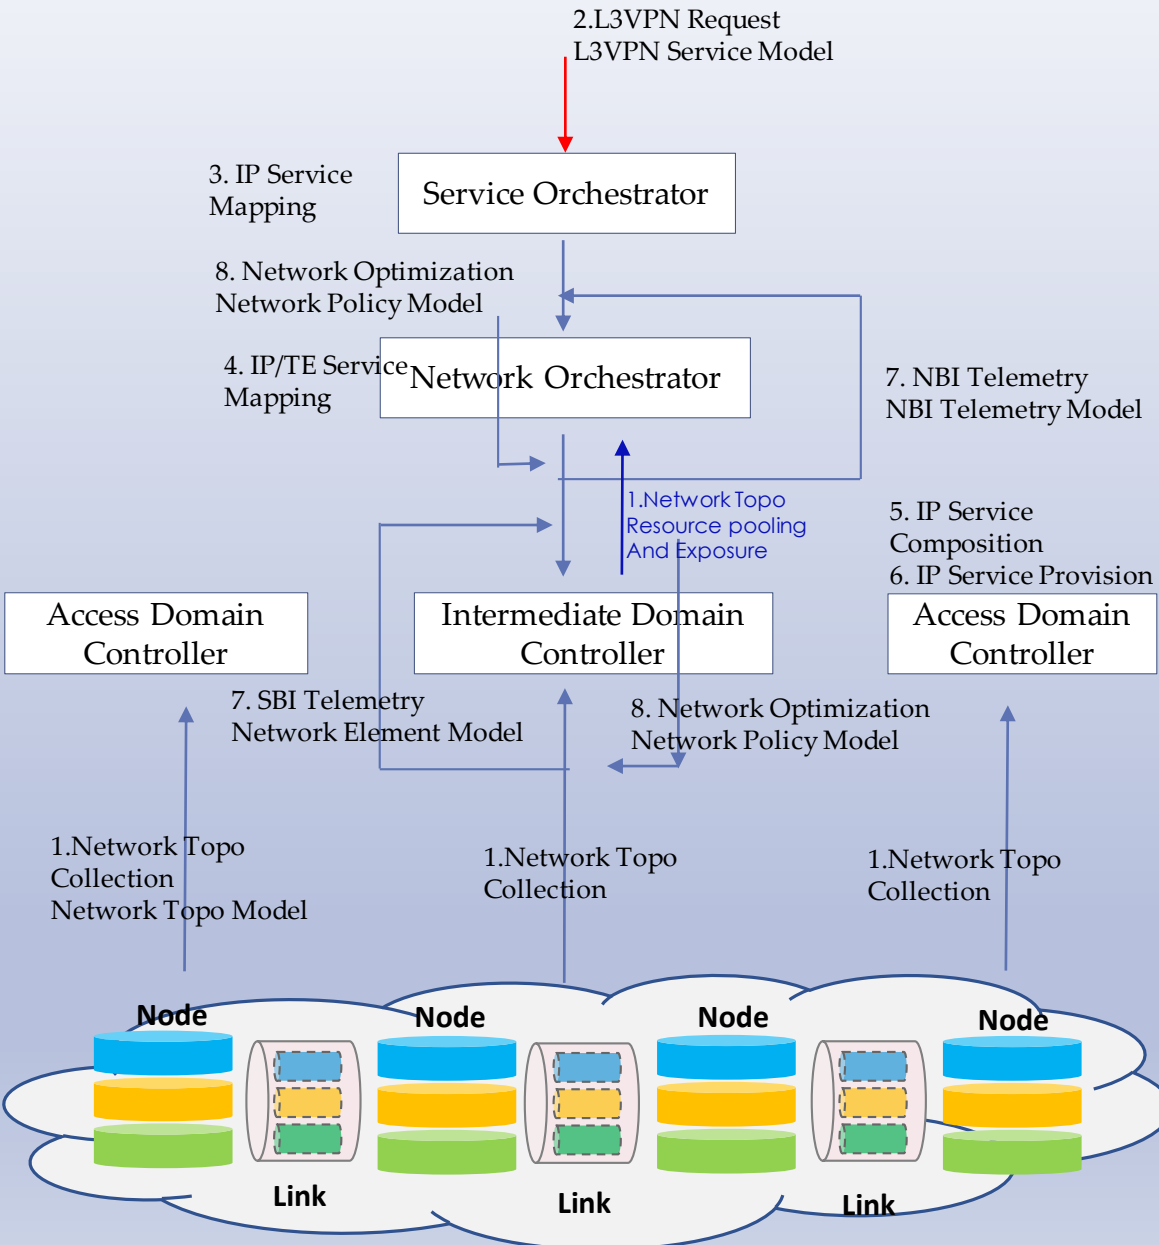 2.L3VPN Request
L3VPN Service Model
3. IP Service
Mapping
Service Orchestrator
8. Network Optimization
Network Policy Model
4. IP/TE Service
Mapping
Network Orchestrator
7. NBI Telemetry
NBI Telemetry Model
1.Network Topo
Resource pooling
And Exposure
5. IP Service
Composition
6. IP Service Provision
Access Domain
Controller
Intermediate Domain
Controller
Access Domain
Controller
7. SBI Telemetry
Network Element Model
8. Network Optimization
Network Policy Model
1.Network Topo
Collection
Network Topo Model
1.Network Topo
Collection
1.Network Topo
Collection
Node
Node
Node
Node
Link
Link
Link